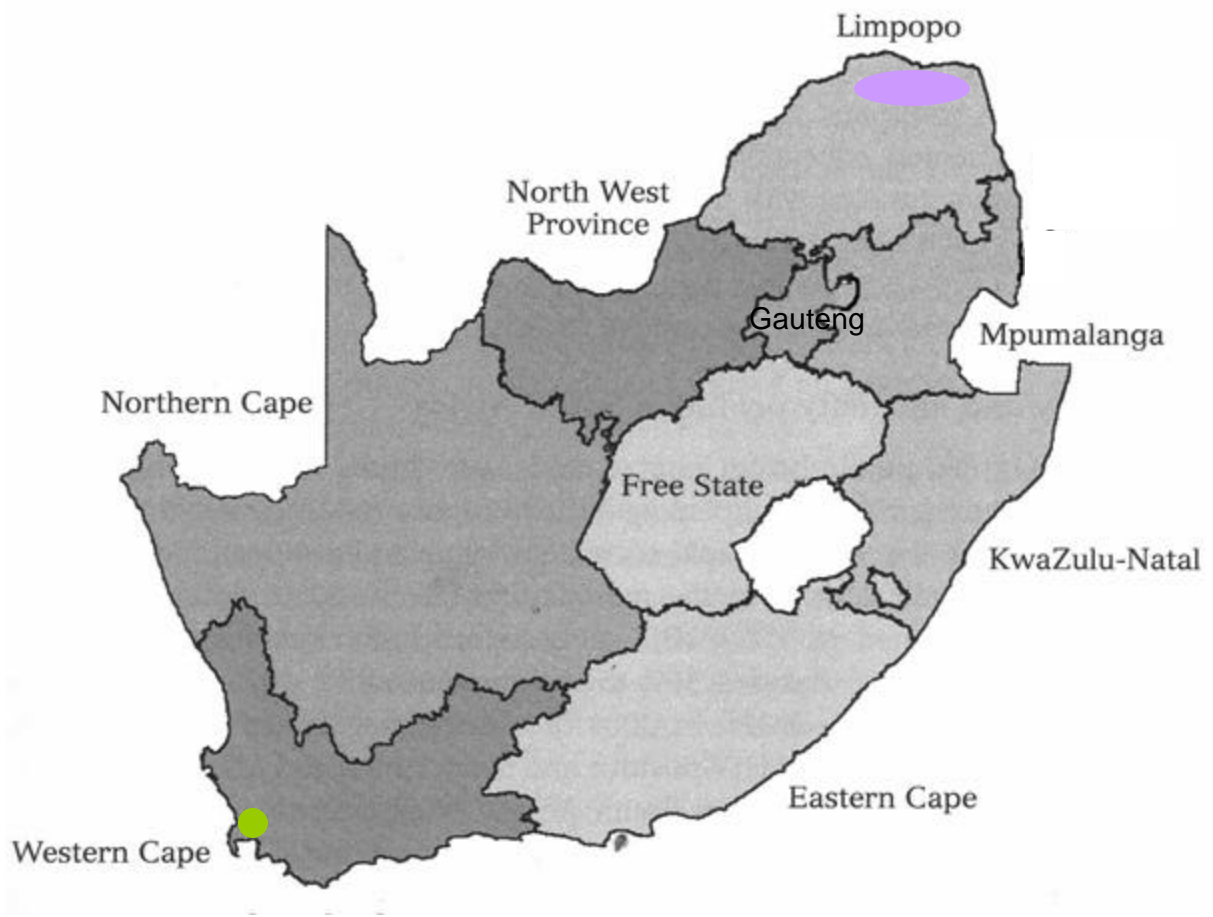 Limpopo
North West
Province
Gauteng
Mpumalanga
Northern Cape
Free State
KwaZulu-Natal
Eastern Cape
Western Cape